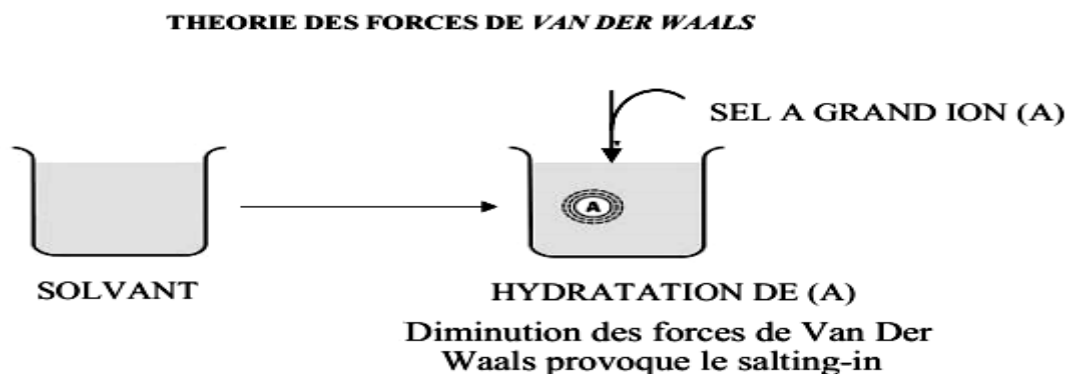 THEORIE DES FORCES DE VAN DER WAALS
SEL A GRAND ION (A)
A
SOLVANT
HYDRATATION DE (A)
Diminution des forces de Van Der
Waals provoque le salting-in